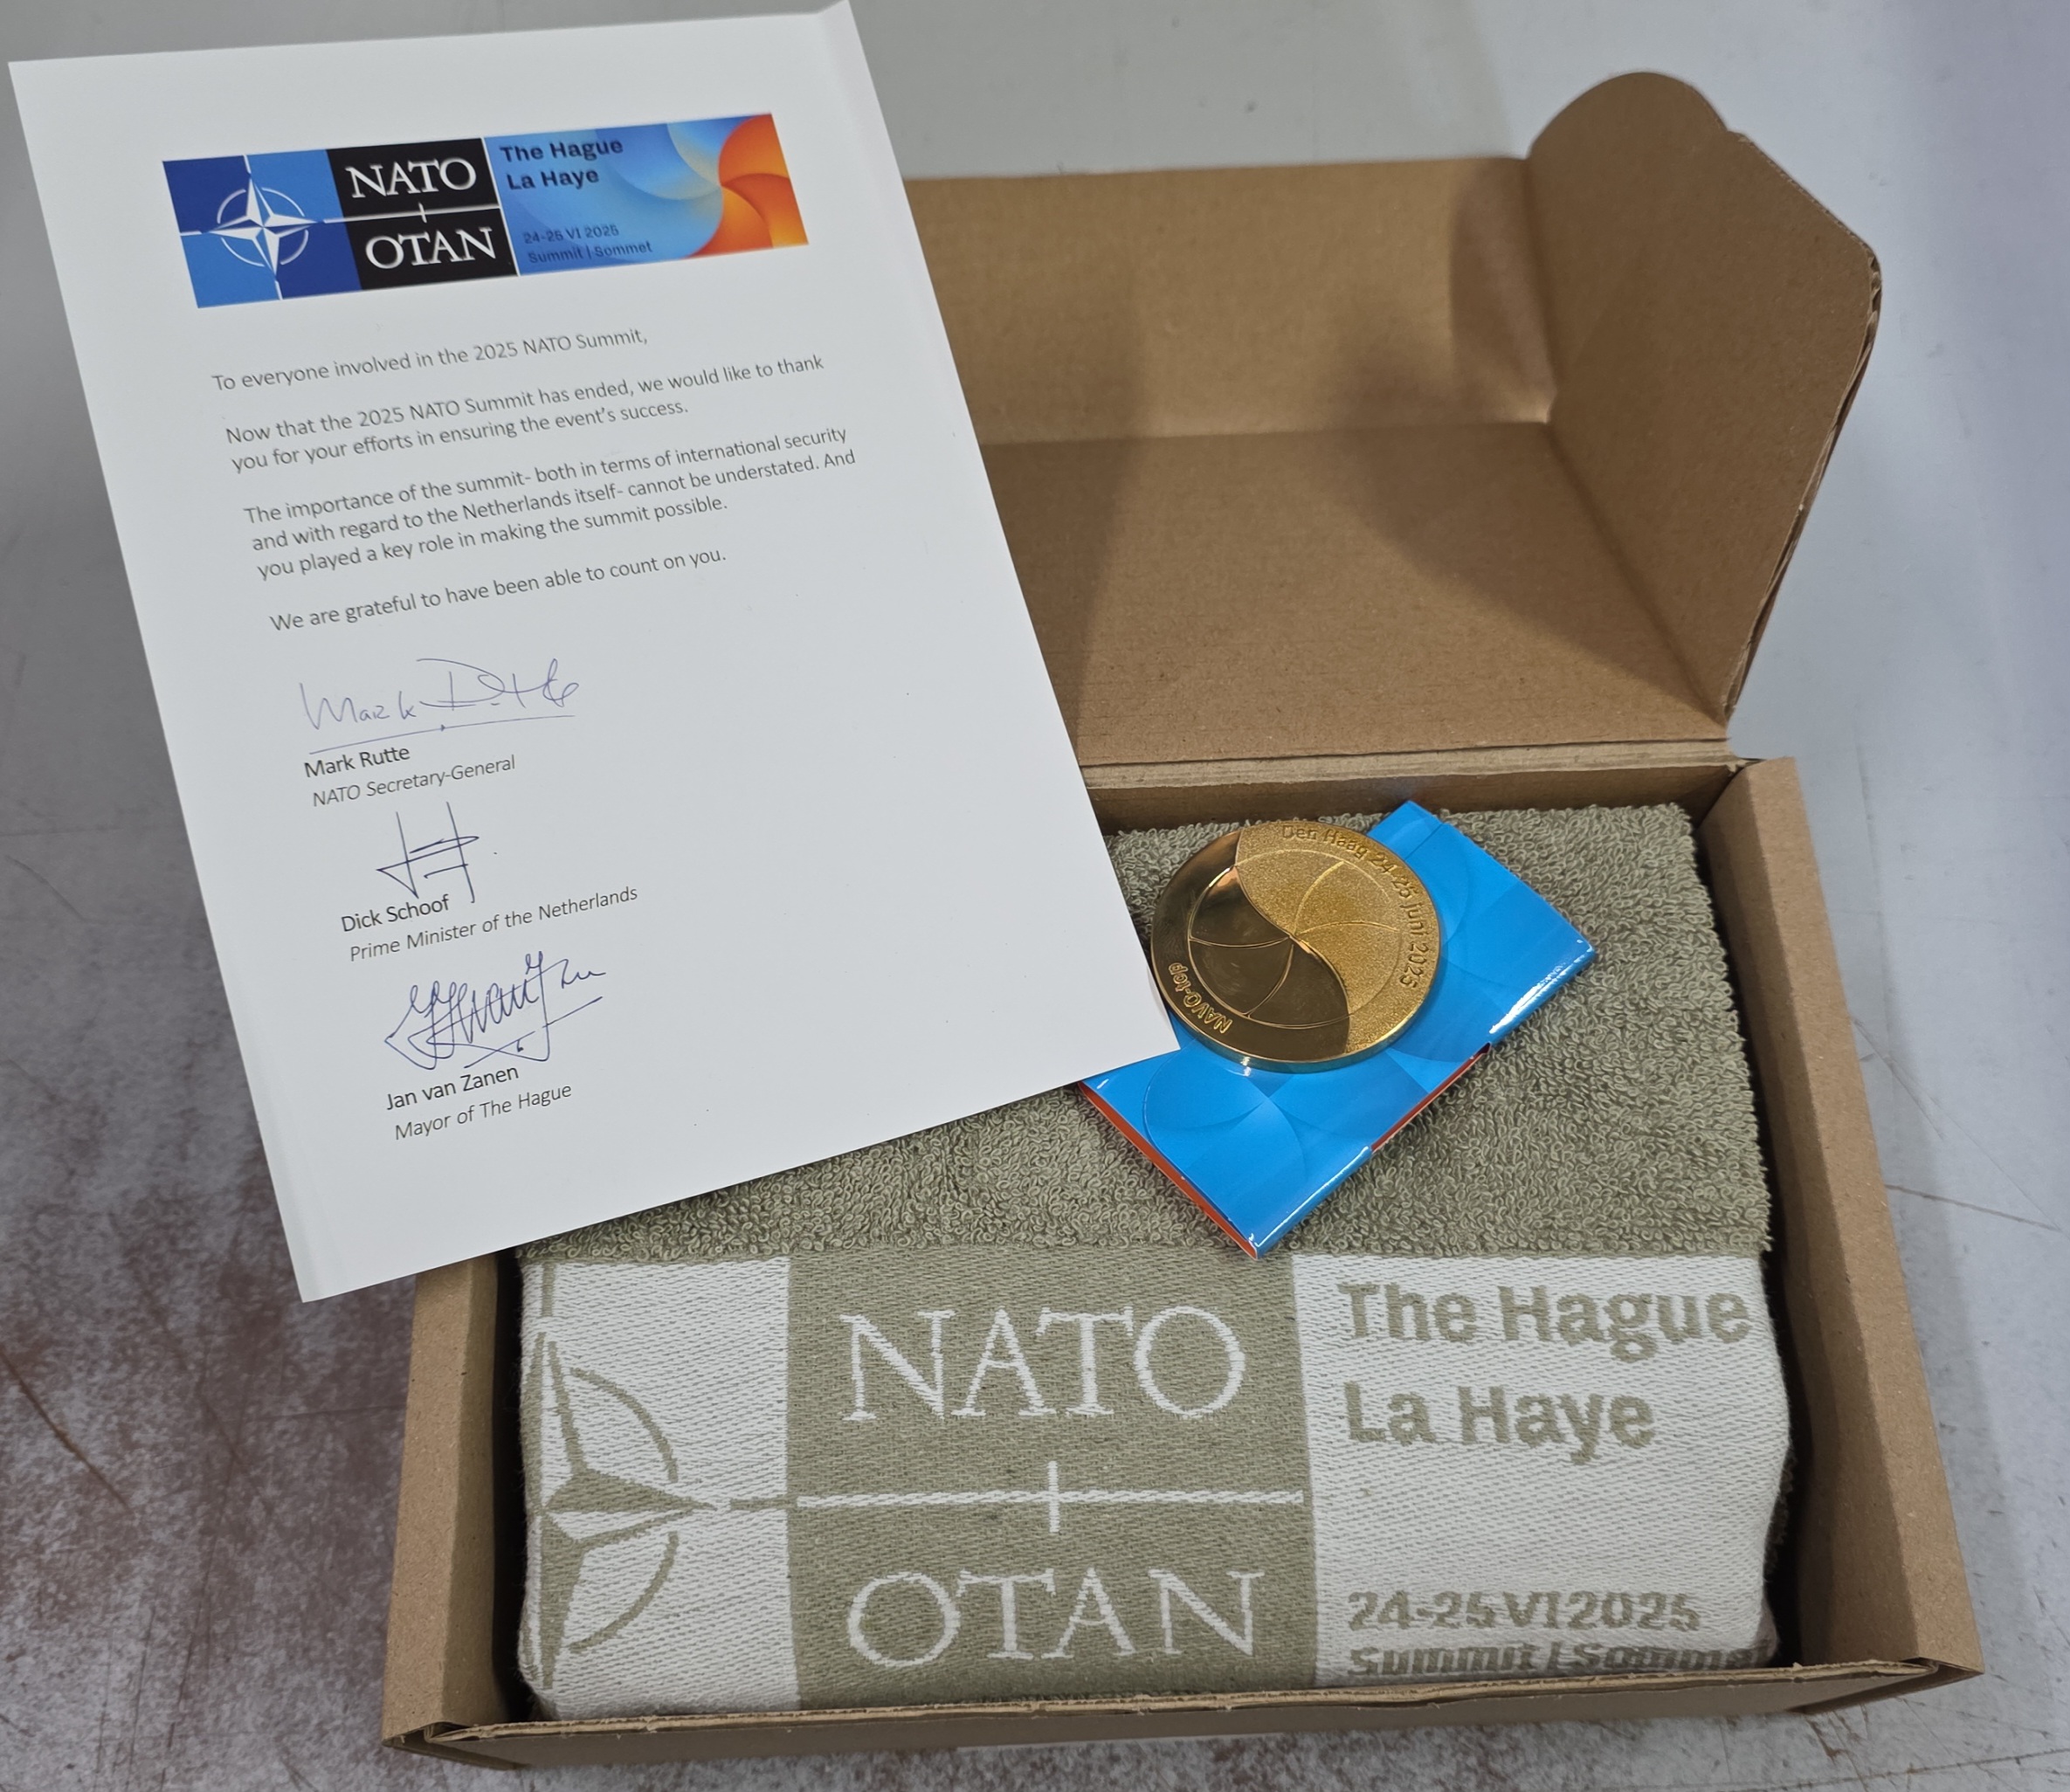 NATO
OTAN
The Hague
La Haye
24-25 VI 2025
Summit | Sommet
To everyone involved in the 2025 NATO Summit,
Now that the 2025 NATO Summit has ended, we would like to thank
you for your efforts in ensuring the event's success.
The importance of the summit- both in terms of international security
and with regard to the Netherlands itself- cannot be understated. And
you played a key role in making the summit possible.
We are grateful to have been able to count on you.
Mark Rutte
Mark Rutte
NATO Secretary-General
Dick Schoof
Prime Minister of the Netherlands
Jan van Zanen
Mayor of The Hague
Den Haag 24-25 juni 2025
NAVO-top
NATO
OTAN
The Hague
La Haye
24-25 VI 2025
Summit | Somme